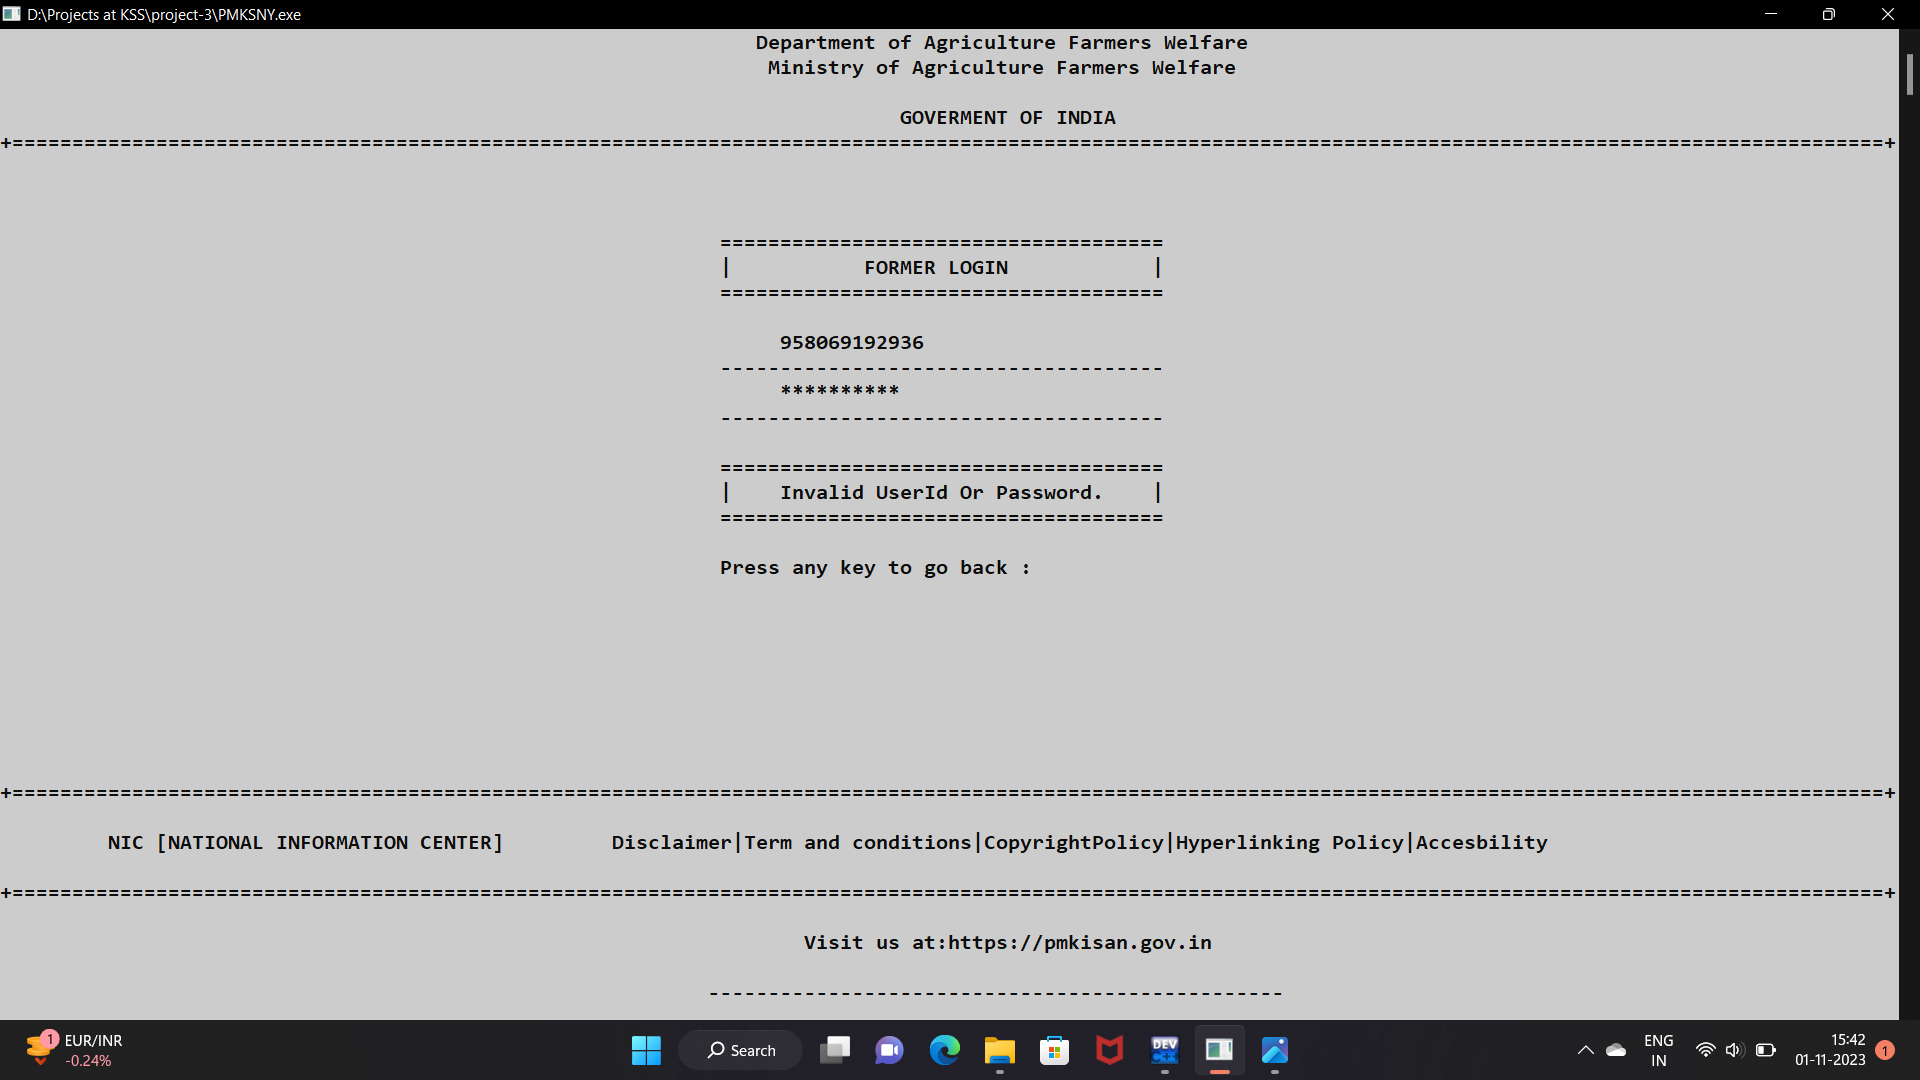 D:\Projects at KSS\project-3\PMKSNY.exe
Department of Agriculture Farmers Welfare
Ministry of Agriculture Farmers Welfare
GOVERMENT OF INDIA
+============================================================================================================================================================+
=====================================
| FORMER LOGIN |
=====================================
958069192936
-------------------------------------
**********
-------------------------------------
=====================================
| Invalid UserId Or Password. |
=====================================
Press any key to go back :
+============================================================================================================================================================+
NIC [NATIONAL INFORMATION CENTER] Disclaimer|Term and conditions|CopyrightPolicy|Hyperlinking Policy|Accesbility
+============================================================================================================================================================+
Visit us at:https://pmkisan.gov.in
------------------------------------------------
1 EUR/INR
-0.24%
Search
DEV
C++
ENG
IN
15:42
01-11-2023
1